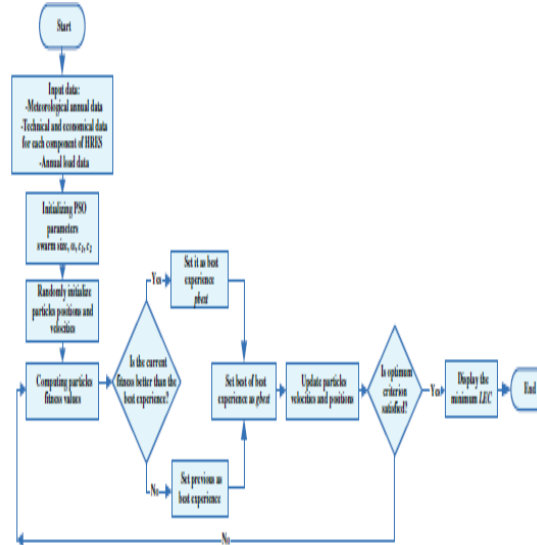 Start
Input data:
-Meteorological annual data
-Technical and economical data
for each component of HRES
-Annual load data
Initializing PSO
parameters
swarm size, ω, c1, c2
Randomly initialize
particles positions and
velocities
Computing particles
fitness values
Is the current
fitness better than the
best experience?
Yes
Set it as best
experience
pbest
No
Set previous as
best experience
Set best of best
experience as gbest
Update particles
velocities and positions
Is optimum
criterion
satisfied?
Yes
Display the
minimum LEC
End
No